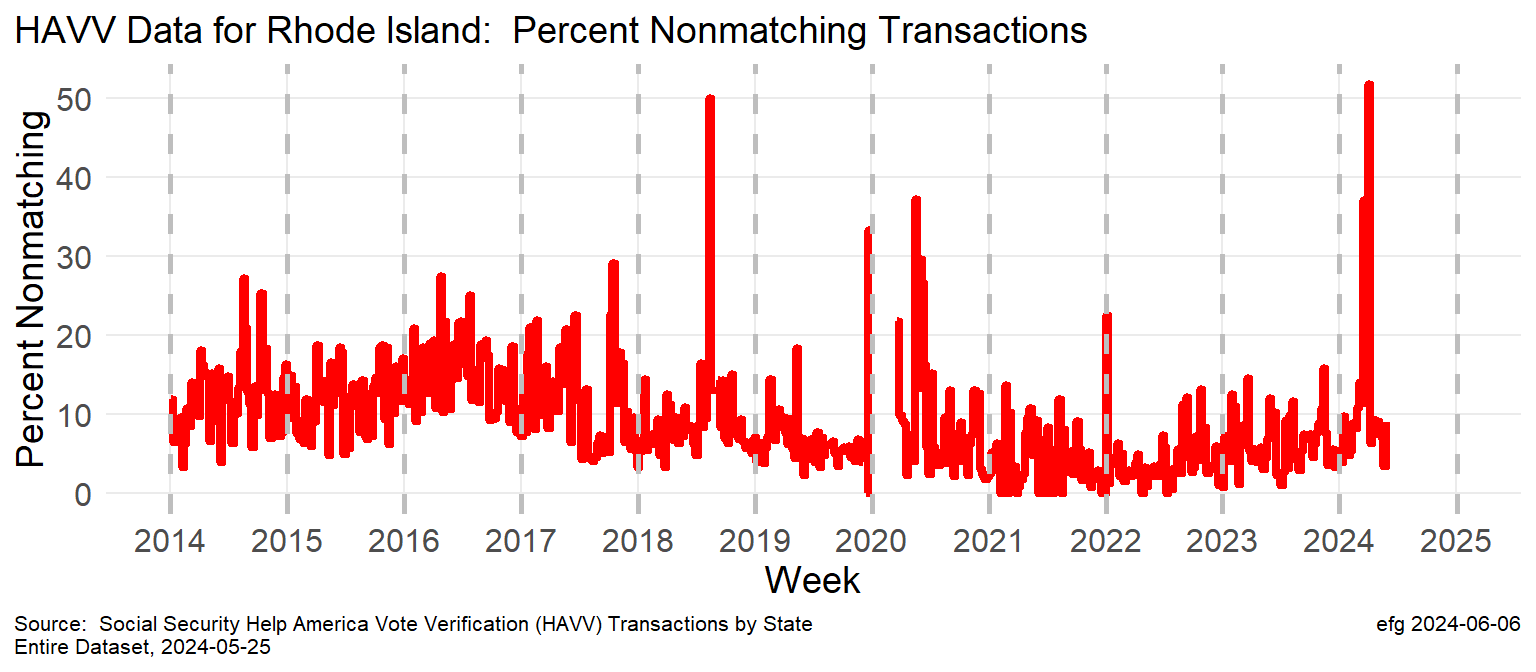 HAVV Data for Rhode Island:  Percent Nonmatching Transactions
Percent Nonmatching
50
40
30
20
10
0
2014 2015 2016 2017 2018 2019 2020 2021 2022 2023 2024 2025
Week
Source:  Social Security Help America Vote Verification (HAVV) Transactions by State
efg 2024-06-06
Entire Dataset, 2024-05-25